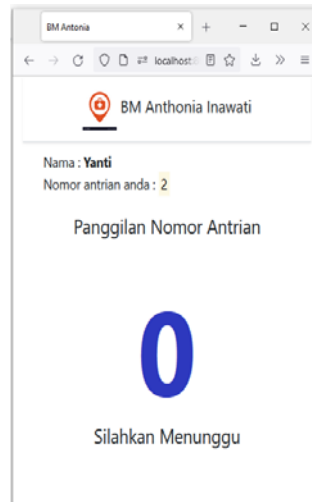 BM Antonia
localhost
BM Anthonia Inawati
Nama : Yanti
Nomor antrian anda : 2
Panggilan Nomor Antrian
0
Silahkan Menunggu